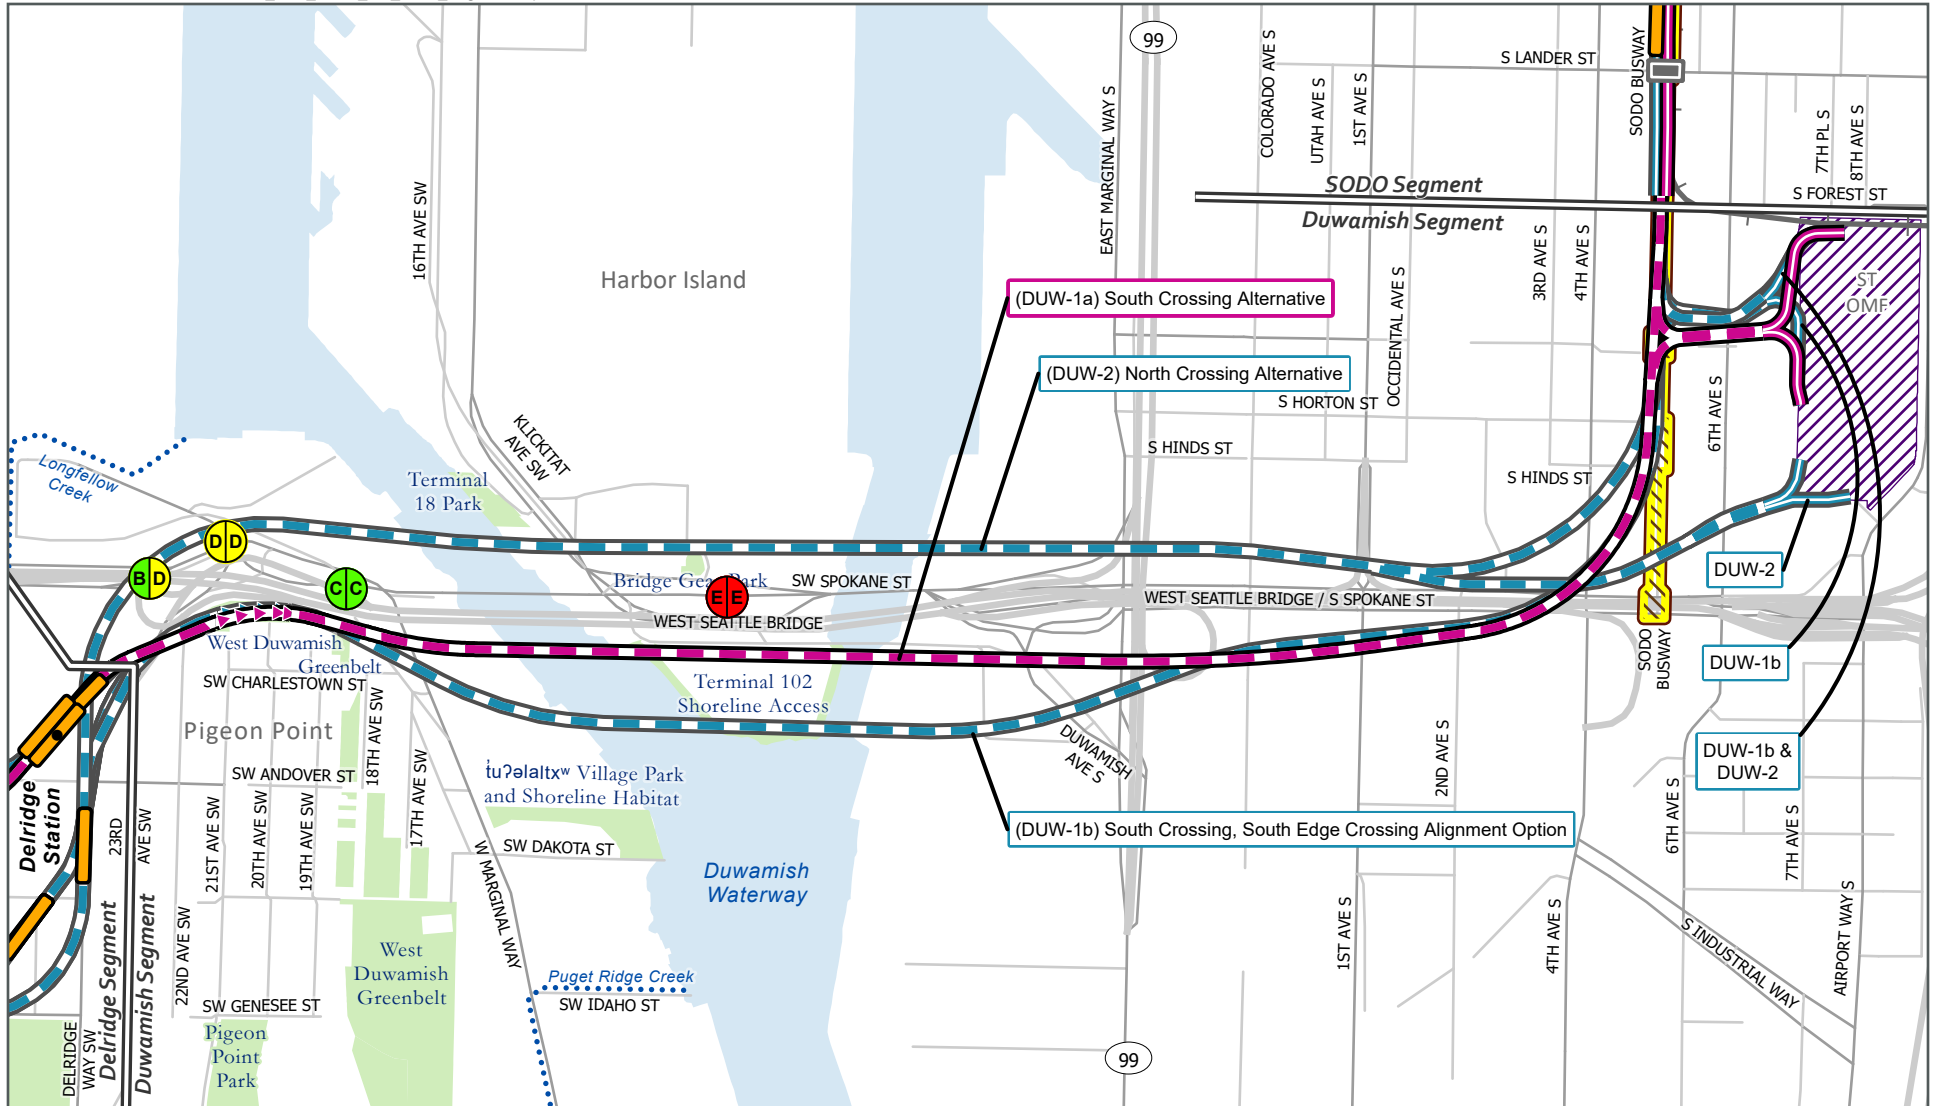 99
S LANDER ST
SODO BUSWAY
COLORADO AVE S
UTAH AVE S
1ST AVE S
EAST MARGINAL WAY S
7TH PL S
8TH AVE S
16TH AVE SW
SODO Segment
Duwamish Segment
S FOREST ST
3RD AVE S
4TH AVE S
ST
OMF
Harbor Island
(DUW-1a) South Crossing Alternative
OCCIDENTAL AVE S
(DUW-2) North Crossing Alternative
S HORTON ST
6TH AVE S
KLICKITAT
AVE SW
S HINDS ST
S HINDS ST
Longfellow
Creek
Terminal
18 Park
D D
B D
C C
E E
Bridge Gear Park
SW SPOKANE ST
WEST SEATTLE BRIDGE / S SPOKANE ST
WEST SEATTLE BRIDGE
DUW-2
West Duwamish
Greenbelt
SODO
BUSWAY
DUW-1b
SW CHARLESTOWN ST
Terminal 102
Shoreline Access
Pigeon Point
18TH AVE SW
DUWAMISH
AVE S
2ND AVE S
DUW-1b &
DUW-2
SW ANDOVER ST
17TH AVE SW
t̓uʔəlaltxʷ Village Park
and Shoreline Habitat
Delridge
Station
23RD
AVE SW
21ST AVE SW
20TH AVE SW
19TH AVE SW
(DUW-1b) South Crossing, South Edge Crossing Alignment Option
6TH AVE S
7TH AVE S
SW DAKOTA ST
W MARGINAL WAY
Duwamish
Waterway
Delridge Segment
Duwamish Segment
22ND AVE SW
West
Duwamish
Greenbelt
1ST AVE S
4TH AVE S
S INDUSTRIAL WAY
AIRPORT WAY S
Puget Ridge Creek
SW IDAHO ST
SW GENESEE ST
Pigeon
Point
Park
DELRIDGE
WAY SW
99